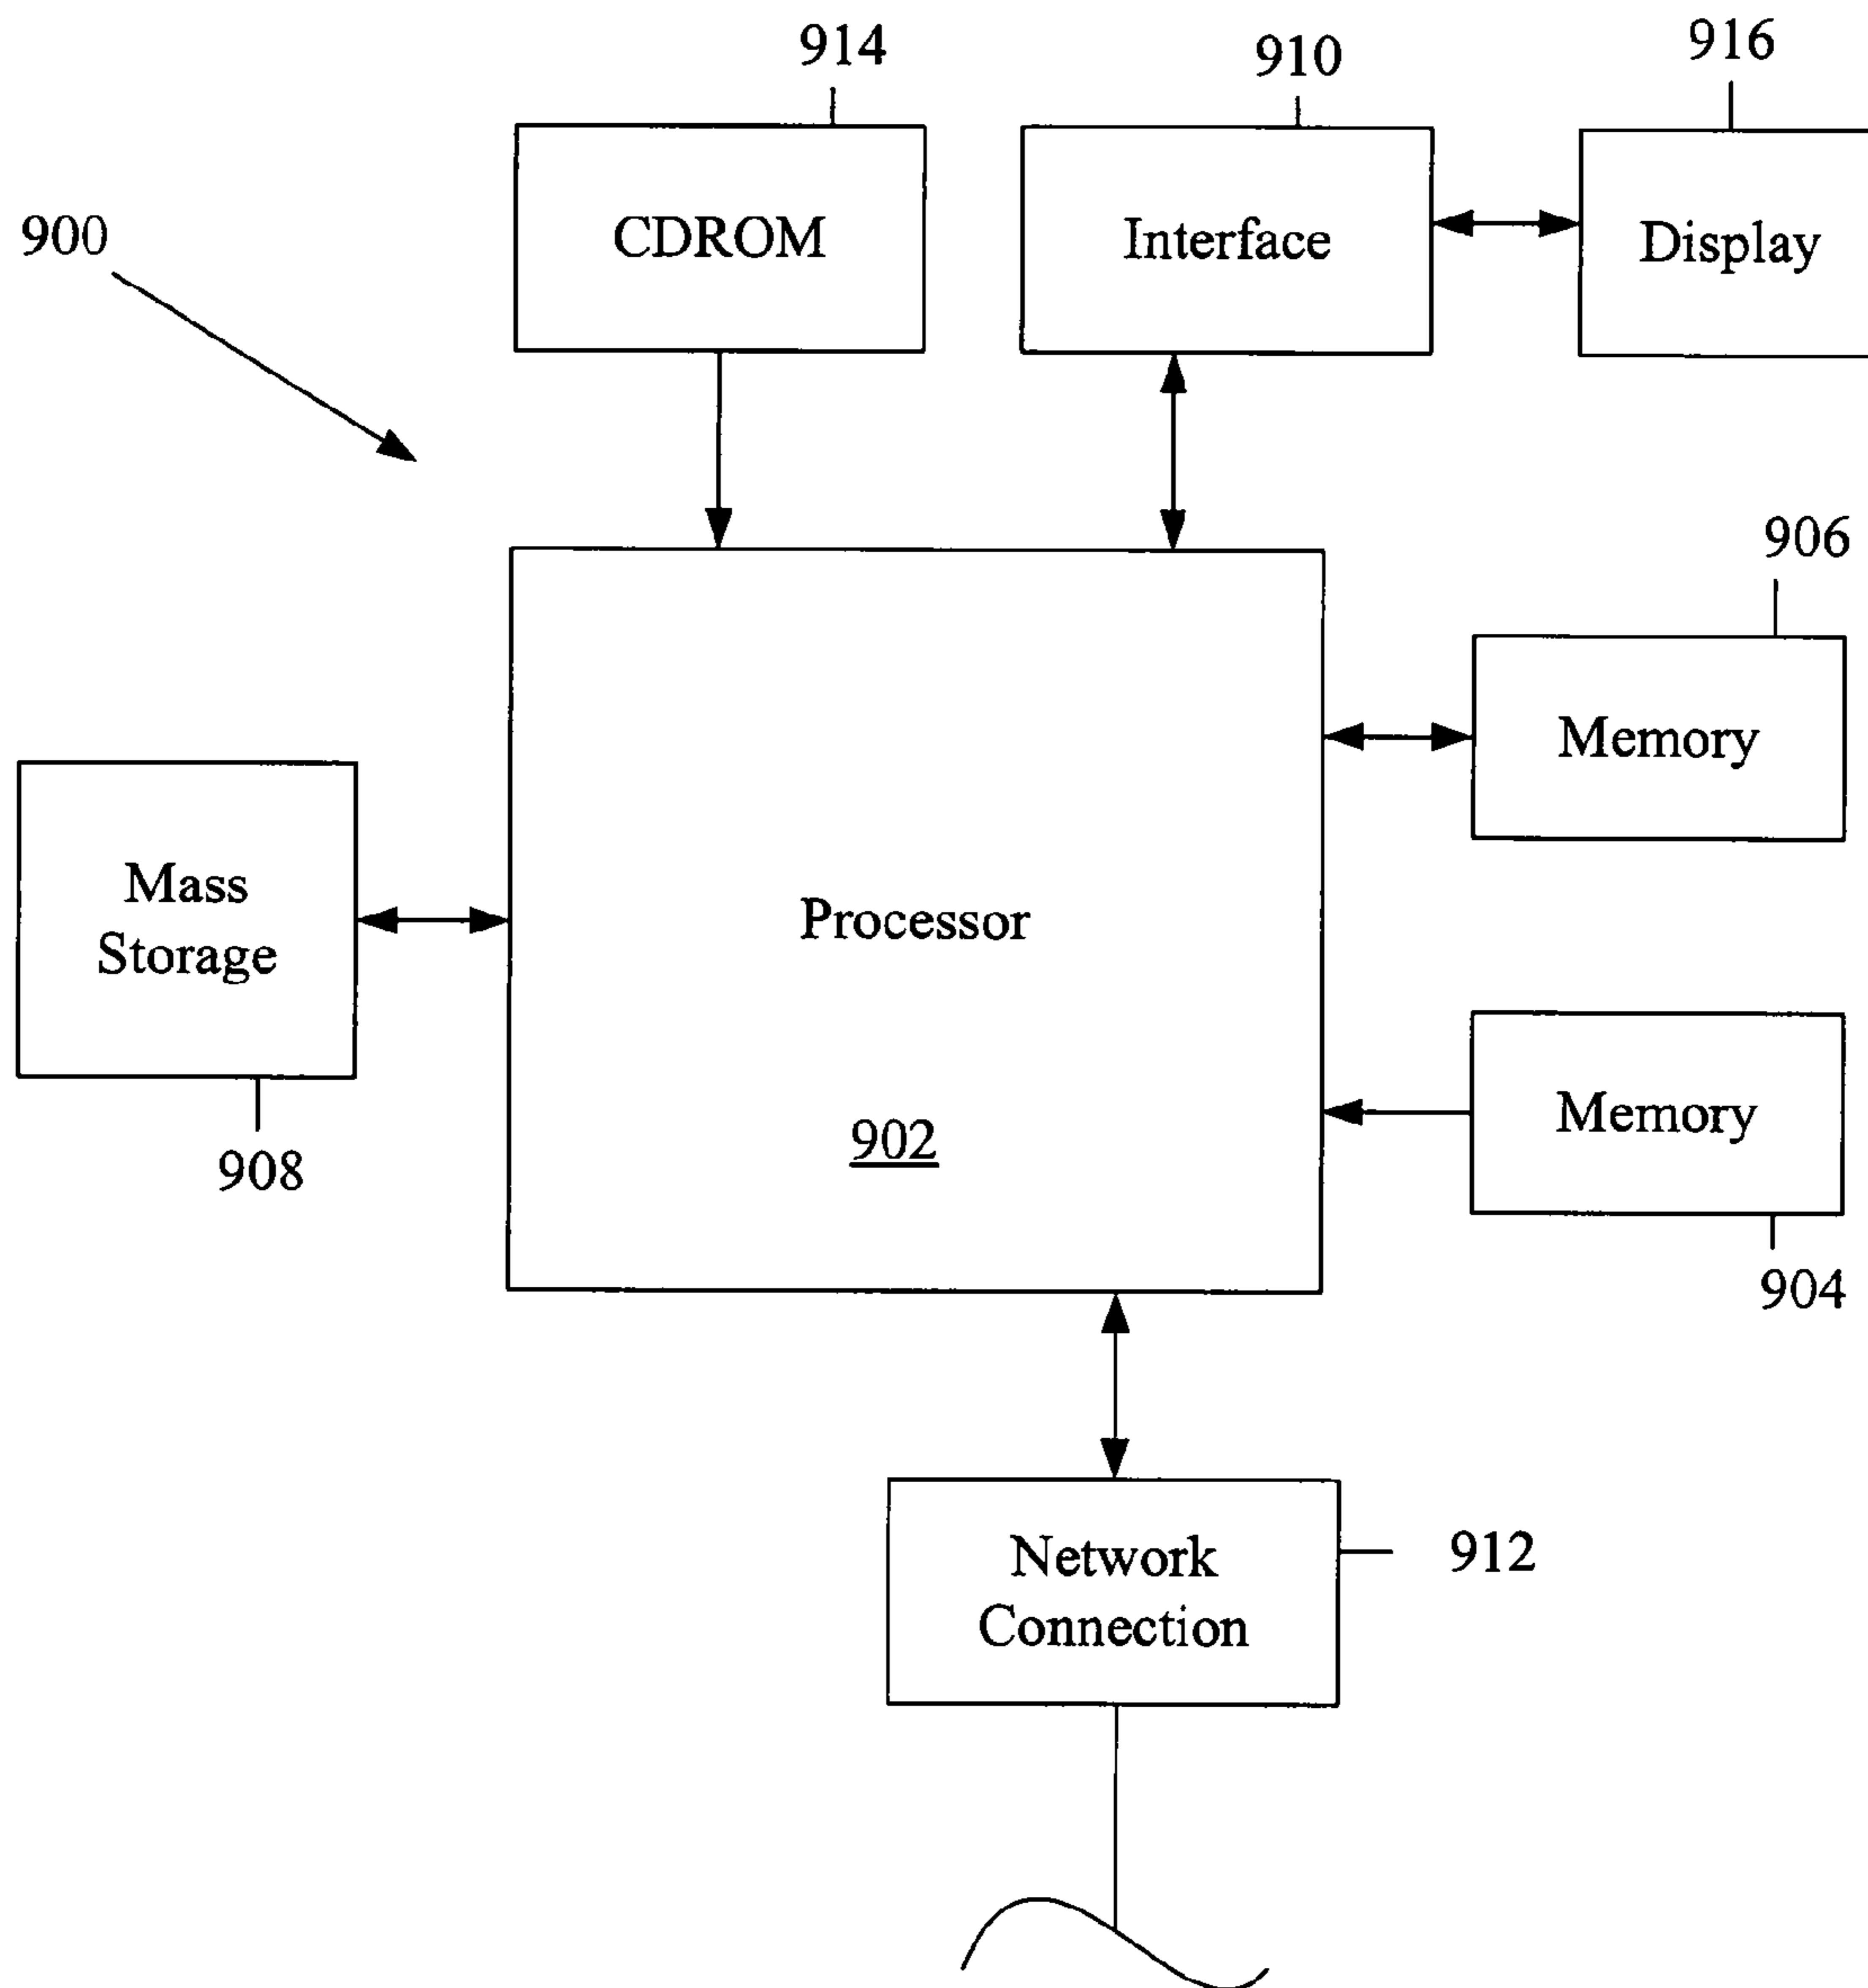 914
910
916
900
CDROM
Interface
Display
906
Memory
Mass
Storage
Processor
Memory
902
908
904
Network
Connection
912